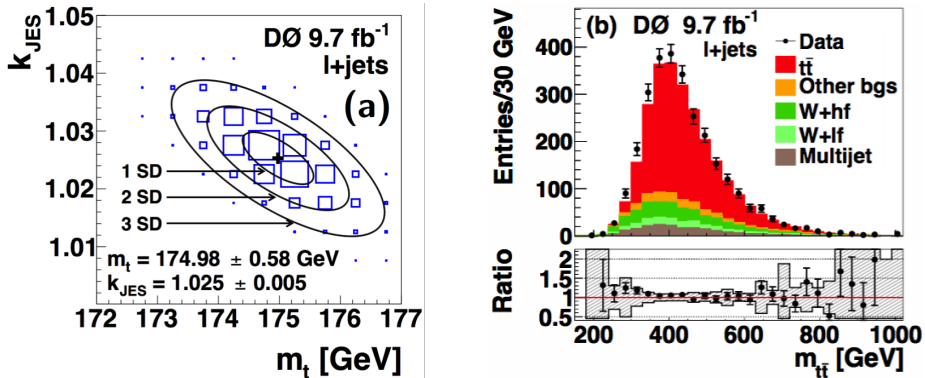 k_JES
1.05
1.04
1.03
1.02
1.01
DØ 9.7 fb⁻¹
l+jets
(a)
1 SD
2 SD
3 SD
m_t = 174.98 ± 0.58 GeV
k_JES = 1.025 ± 0.005
172 173 174 175 176 177
m_t [GeV]
Entries/30 GeV
400
300
200
100
0
(b) DØ 9.7 fb⁻¹
l+jets
Data
tt̄
Other bgs
W+hf
W+lf
Multijet
Ratio
2
1.5
1
0.5
200 400 600 800 1000
m_tt̄ [GeV]